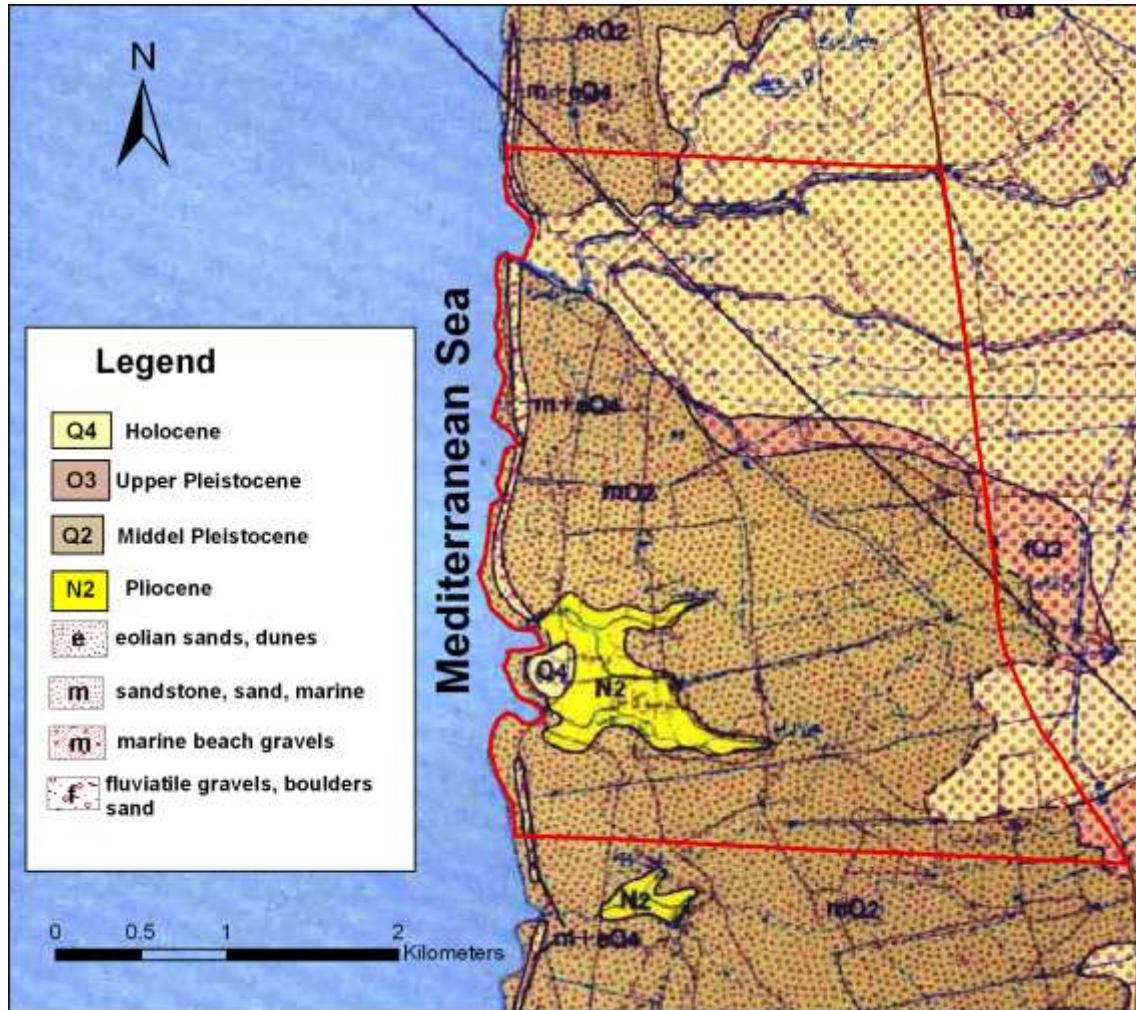 N
mQ2
fQ4
m+eQ4
Mediterranean Sea
Legend
Q4 Holocene
O3 Upper Pleistocene
Q2 Middel Pleistocene
N2 Pliocene
e eolian sands, dunes
m sandstone, sand, marine
m marine beach gravels
f fluviatile gravels, boulders
sand
m+eQ4
mQ2
fQ3
Q4
N2
N2
mQ2
m+eQ4
0 0.5 1 2
Kilometers